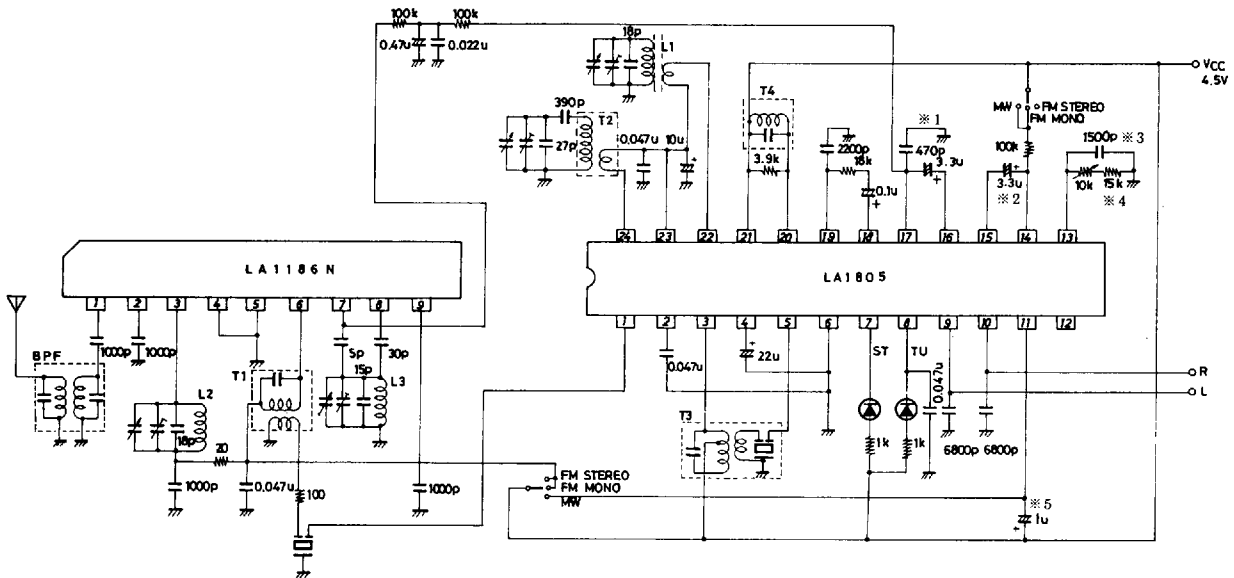 100k
100k
0.47u
0.022u
18p
L1
390p
T2
27p
0.047u
10u
T4
3.9k
2200p
18k
0.1u
※1
470p
3.3u
MW
FM STEREO
FM MONO
100k
3.3u
※2
1500p ※3
10k
15k
※4
VCC
4.5V
24 23 22 21 20 19 18 17 16 15 14 13
LA1805
1 2 3 4 5 6 7 8 9 10 11 12
LA1186N
1 2 3 4 5 6 7 8 9
BPF
1000p
1000p
L2
18p
20
1000p
0.047u
T1
100
5p
15p
30p
L3
1000p
FM STEREO
FM MONO
MW
0.047u
22u
T3
ST
TU
1k
1k
0.047u
6800p
6800p
※5
1u
R
L